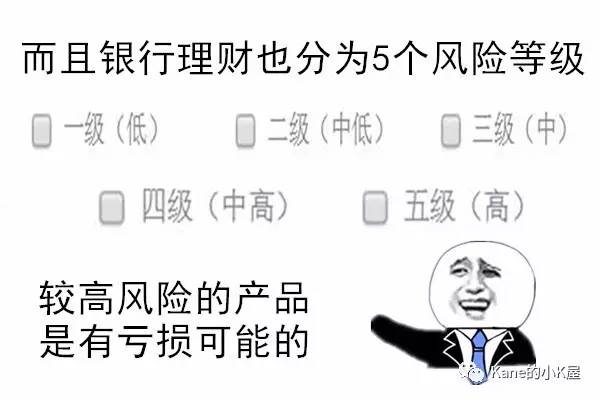 而且银行理财也分为5个风险等级
一级（低） 二级（中低） 三级（中）
四级（中高） 五级（高）
较高风险的产品
是有亏损可能的
Kane的小K屋